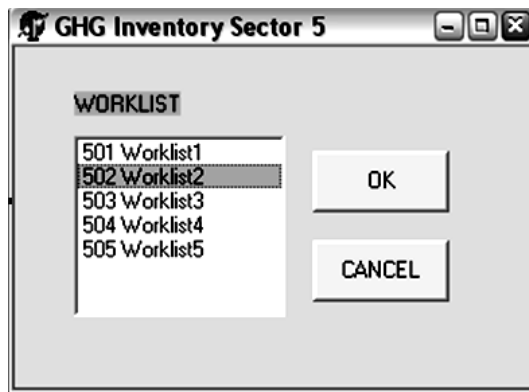 GHG Inventory Sector 5
WORKLIST
501 Worklist1
502 Worklist2
503 Worklist3
504 Worklist4
505 Worklist5
OK
CANCEL